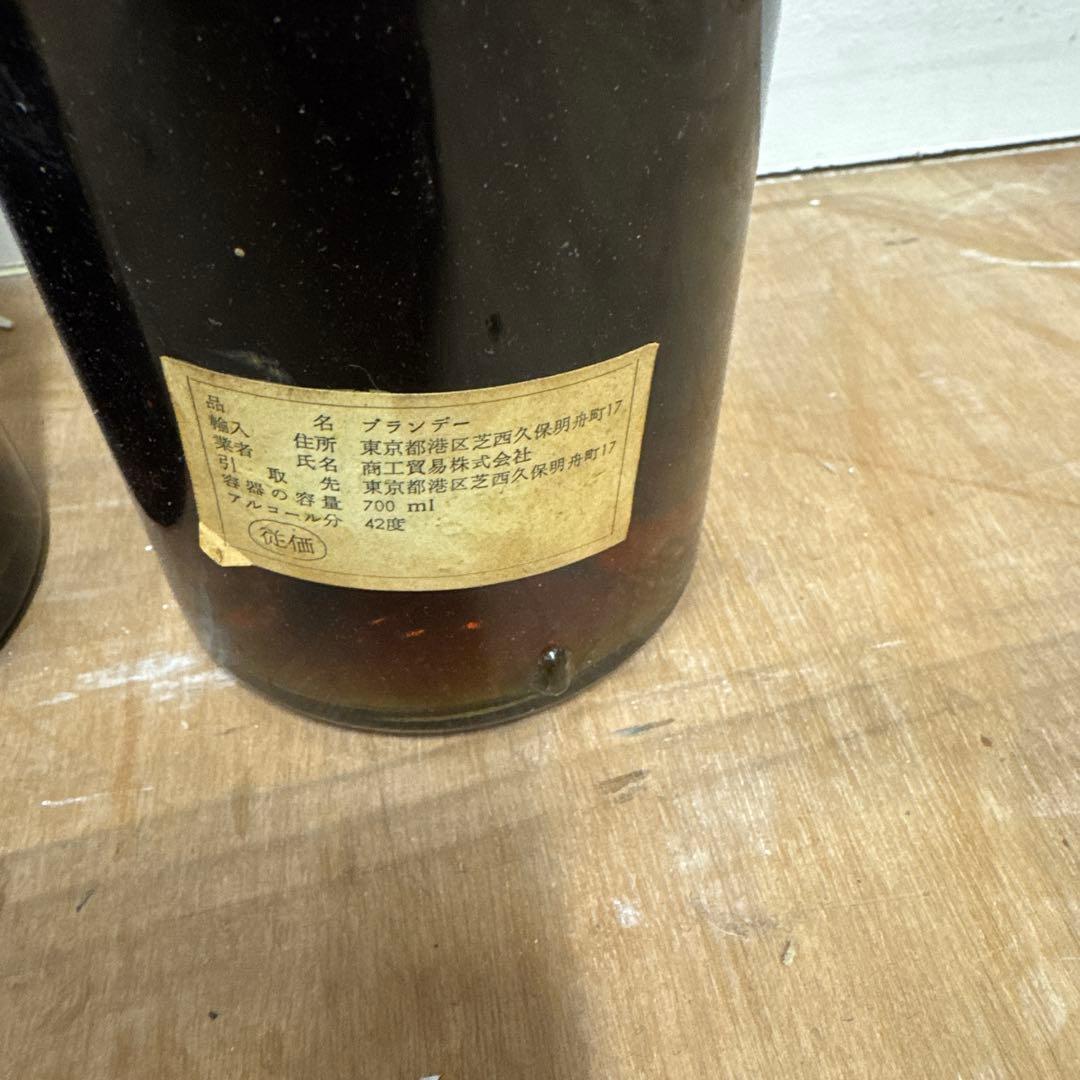 品名 ブランデー
輸入業者 住所 東京都港区芝西久保明舟町17
氏名 商工貿易株式会社
引取先 東京都港区芝西久保明舟町17
容器の容量 700 ml
アルコール分 42度
従価